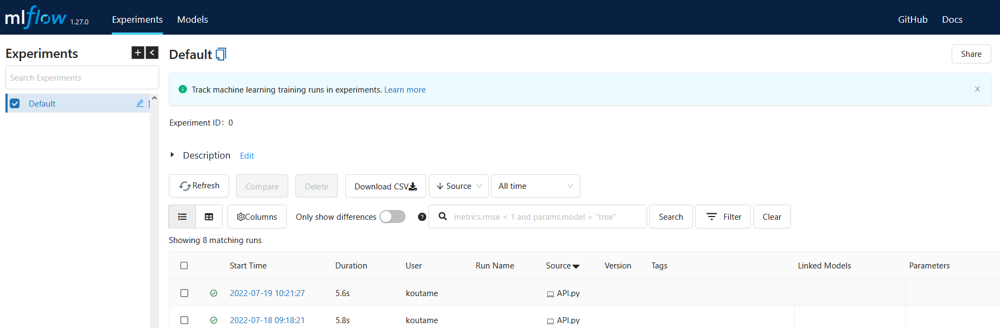 mlflow 1.27.0 Experiments Models GitHub Docs
Experiments
Search Experiments
Default
Default
Share
Track machine learning training runs in experiments. Learn more
Experiment ID: 0
Description Edit
Refresh Compare Delete Download CSV Source All time
Columns Only show differences metrics.rmse < 1 and params.model = "tree" Search Filter Clear
Showing 8 matching runs
Start Time Duration User Run Name Source Version Tags Linked Models Parameters
2022-07-19 10:21:27 5.6s koutame API.py
2022-07-18 09:18:21 5.8s koutame API.py